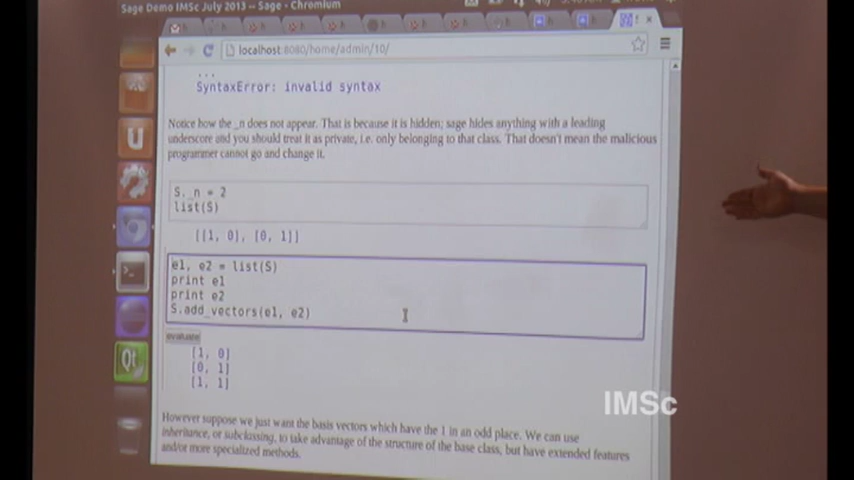 Sage Demo IMSc July 2013 -- Sage - Chromium
localhost:8080/home/admin/10/
...
SyntaxError: invalid syntax
Notice how the _n does not appear. That is because it is hidden; sage hides anything with a leading
underscore and you should treat it as private, i.e. only belonging to that class. That doesn't mean the malicious
programmer cannot go and change it.
S._n = 2
list(S)
[[1, 0], [0, 1]]
e1, e2 = list(S)
print e1
print e2
S.add_vectors(e1, e2)
evaluate
[1, 0]
[0, 1]
[1, 1]
IMSc
However suppose we just want the basis vectors which have the 1 in an odd place. We can use
inheritance, or subclassing, to take advantage of the structure of the base class, but have extended features
and/or more specialized methods.